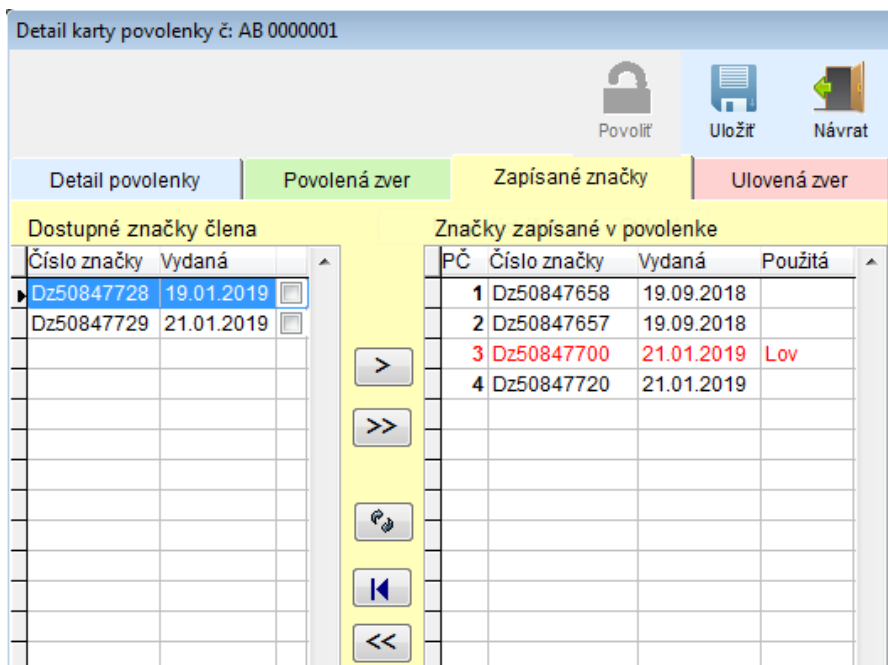 Detail karty povolenky č: AB 0000001
Povoliť Uložiť Návrat
Detail povolenky Povolená zver Zapísané značky Ulovená zver
Dostupné značky člena
Číslo značky Vydaná
Dz50847728 19.01.2019
Dz50847729 21.01.2019
>
>>
<<
Značky zapísané v povolenke
PČ Číslo značky Vydaná Použitá
1 Dz50847658 19.09.2018
2 Dz50847657 19.09.2018
3 Dz50847700 21.01.2019 Lov
4 Dz50847720 21.01.2019